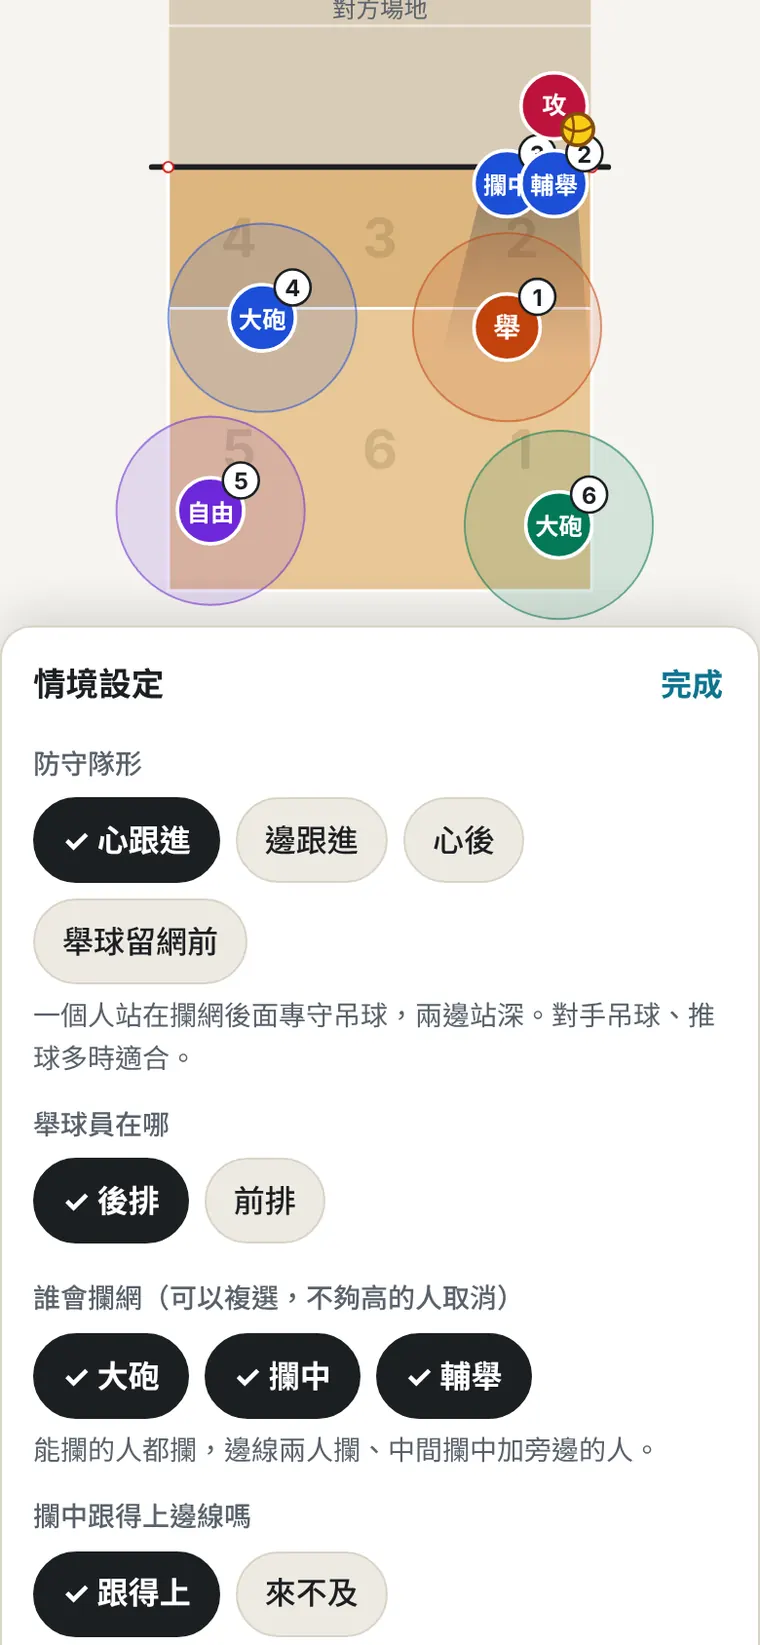 對方場地
攻
2
攔中 輔舉
4 3 2
4
大砲
1
舉
5 6 1
5
自由
6
大砲
情境設定 完成
防守隊形
✓ 心跟進 邊跟進 心後
舉球留網前
一個人站在攔網後面專守吊球，兩邊站深。對手吊球、推
球多時適合。
舉球員在哪
✓ 後排 前排
誰會攔網（可以複選，不夠高的人取消）
✓ 大砲 ✓ 攔中 ✓ 輔舉
能攔的人都攔，邊線兩人攔、中間攔中加旁邊的人。
攔中跟得上邊線嗎
✓ 跟得上 來不及